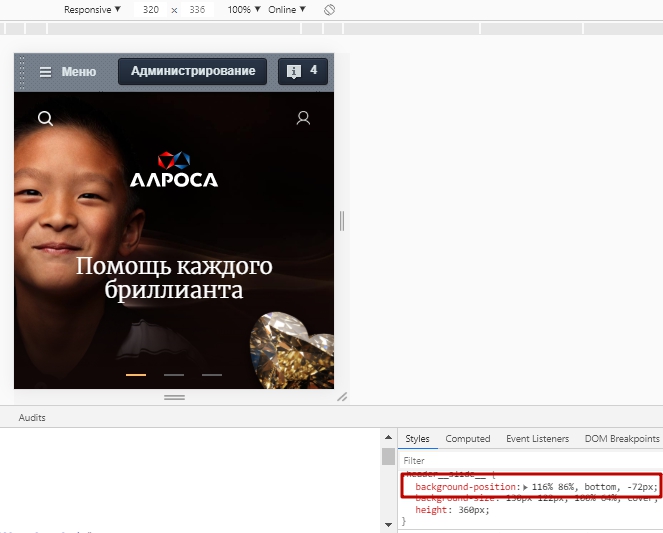 Responsive ▼ 320 × 336 100% ▼ Online ▼
Меню Администрирование 4
АЛРОСА
Помощь каждого
бриллианта
Audits
Styles Computed Event Listeners DOM Breakpoints
Filter
.header__slide__ {
background-position: ▶ 116% 86%, bottom, -72px;
background-size: 130px 122px, 100% 64%, cover;
height: 360px;
}